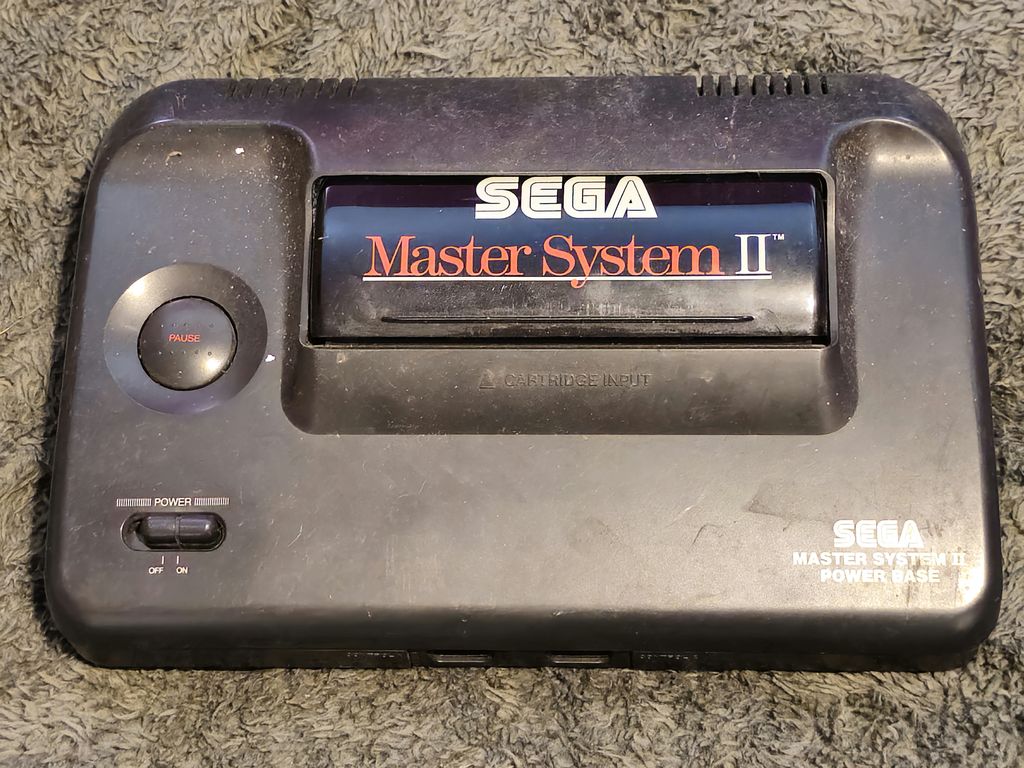 SEGA
Master System II™
PAUSE
CARTRIDGE INPUT
POWER
OFF ON
SEGA
MASTER SYSTEM II
POWER BASE